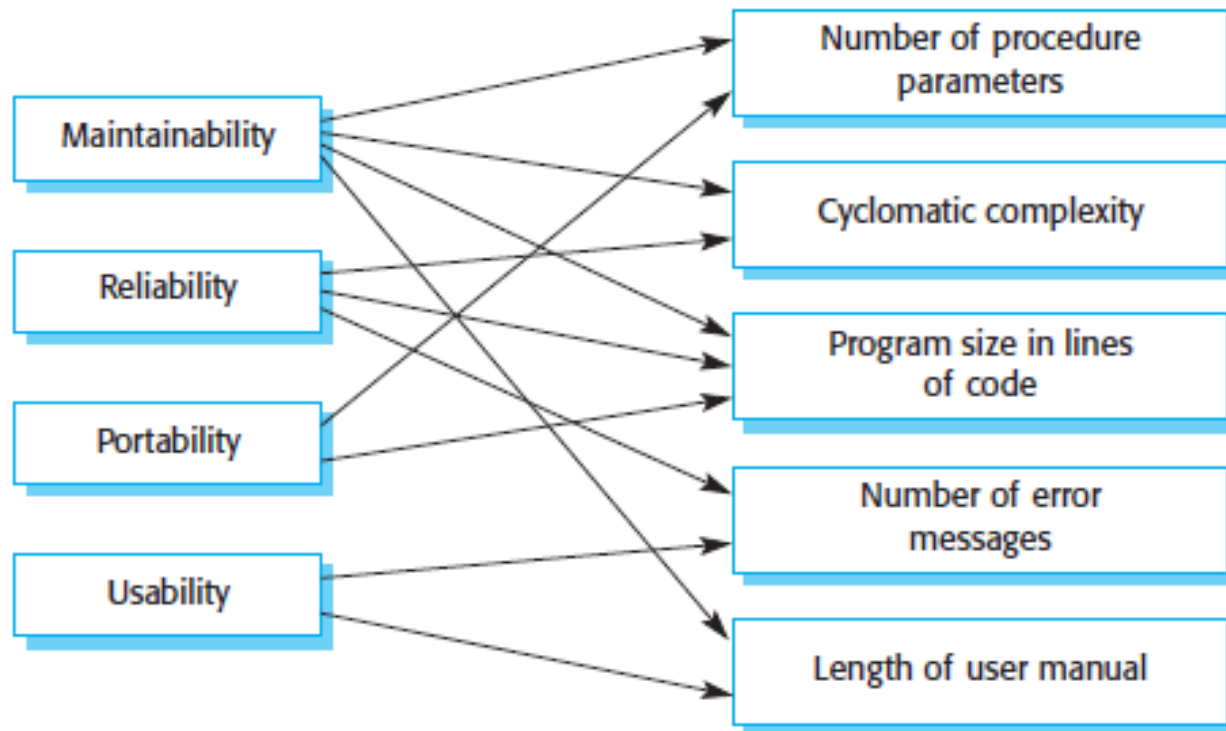 Maintainability
Reliability
Portability
Usability
Number of procedure
parameters
Cyclomatic complexity
Program size in lines
of code
Number of error
messages
Length of user manual